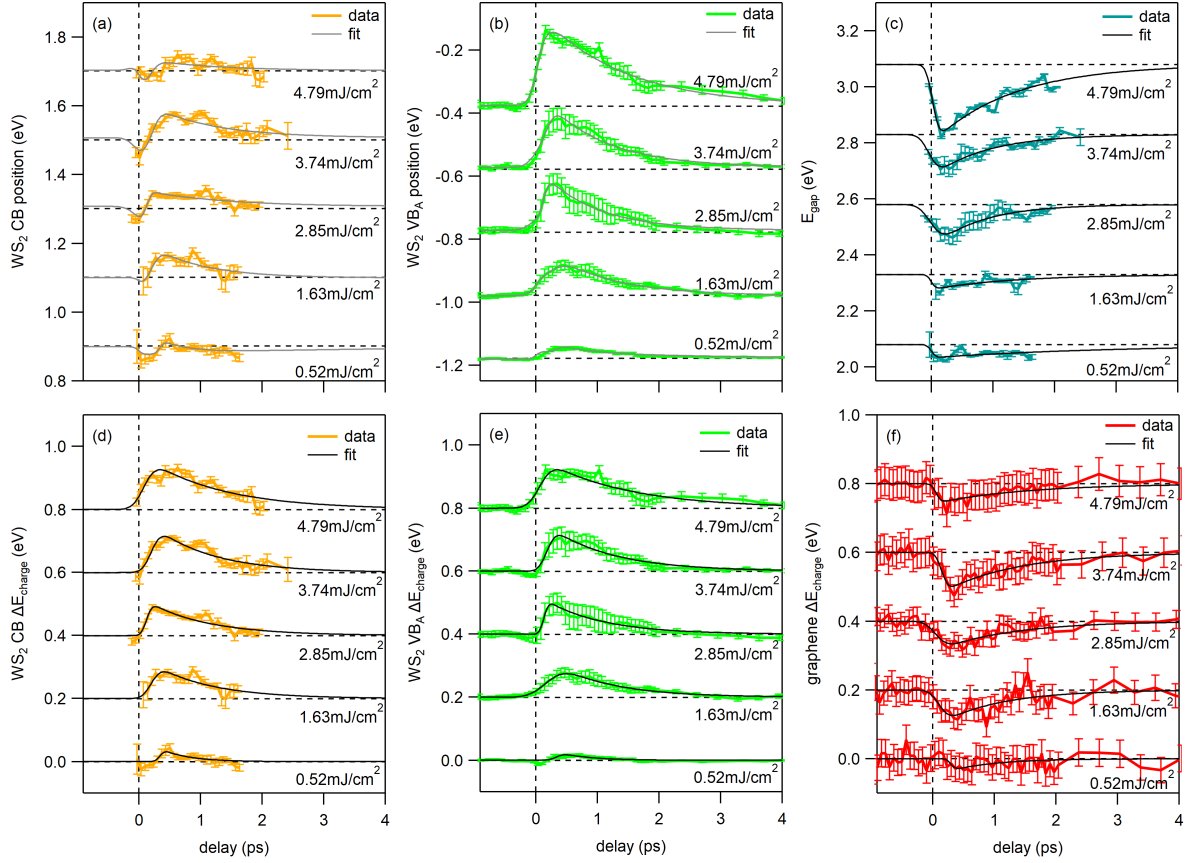 (a)
data
fit
1.8
1.6
1.4
1.2
1.0
0.8
WS2 CB position (eV)
4.79mJ/cm2
3.74mJ/cm2
2.85mJ/cm2
1.63mJ/cm2
0.52mJ/cm2
(b)
data
fit
-0.2
-0.4
-0.6
-0.8
-1.0
-1.2
WS2 VBA position (eV)
4.79mJ/cm2
3.74mJ/cm2
2.85mJ/cm2
1.63mJ/cm2
0.52mJ/cm2
(c)
data
fit
3.2
3.0
2.8
2.6
2.4
2.2
2.0
Egap (eV)
4.79mJ/cm2
3.74mJ/cm2
2.85mJ/cm2
1.63mJ/cm2
0.52mJ/cm2
(d)
data
fit
1.0
0.8
0.6
0.4
0.2
0.0
WS2 CB ΔEcharge (eV)
4.79mJ/cm2
3.74mJ/cm2
2.85mJ/cm2
1.63mJ/cm2
0.52mJ/cm2
0 1 2 3 4
delay (ps)
(e)
data
fit
1.0
0.8
0.6
0.4
0.2
0.0
WS2 VBA ΔEcharge (eV)
4.79mJ/cm2
3.74mJ/cm2
2.85mJ/cm2
1.63mJ/cm2
0.52mJ/cm2
0 1 2 3 4
delay (ps)
(f)
data
fit
1.0
0.8
0.6
0.4
0.2
0.0
graphene ΔEcharge (eV)
4.79mJ/cm2
3.74mJ/cm2
2.85mJ/cm2
1.63mJ/cm2
0.52mJ/cm2
0 1 2 3 4
delay (ps)